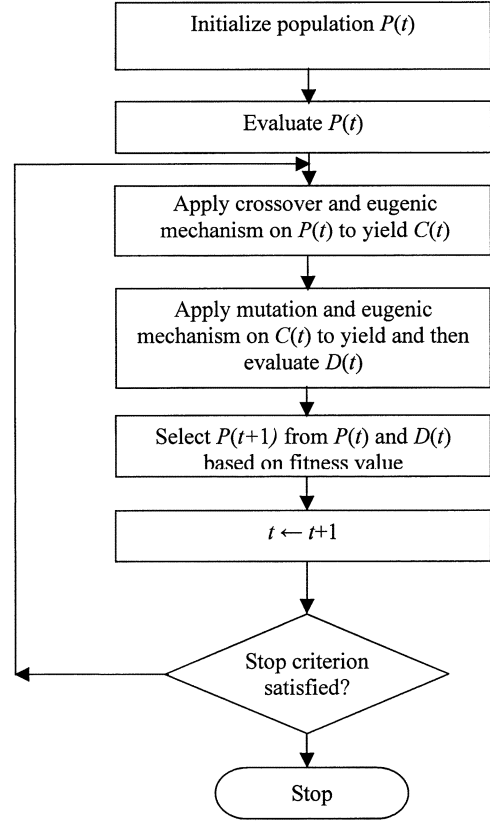 Initialize population P(t)
Evaluate P(t)
Apply crossover and eugenic
mechanism on P(t) to yield C(t)
Apply mutation and eugenic
mechanism on C(t) to yield and then
evaluate D(t)
Select P(t+1) from P(t) and D(t)
based on fitness value
t ← t+1
Stop criterion
satisfied?
Stop